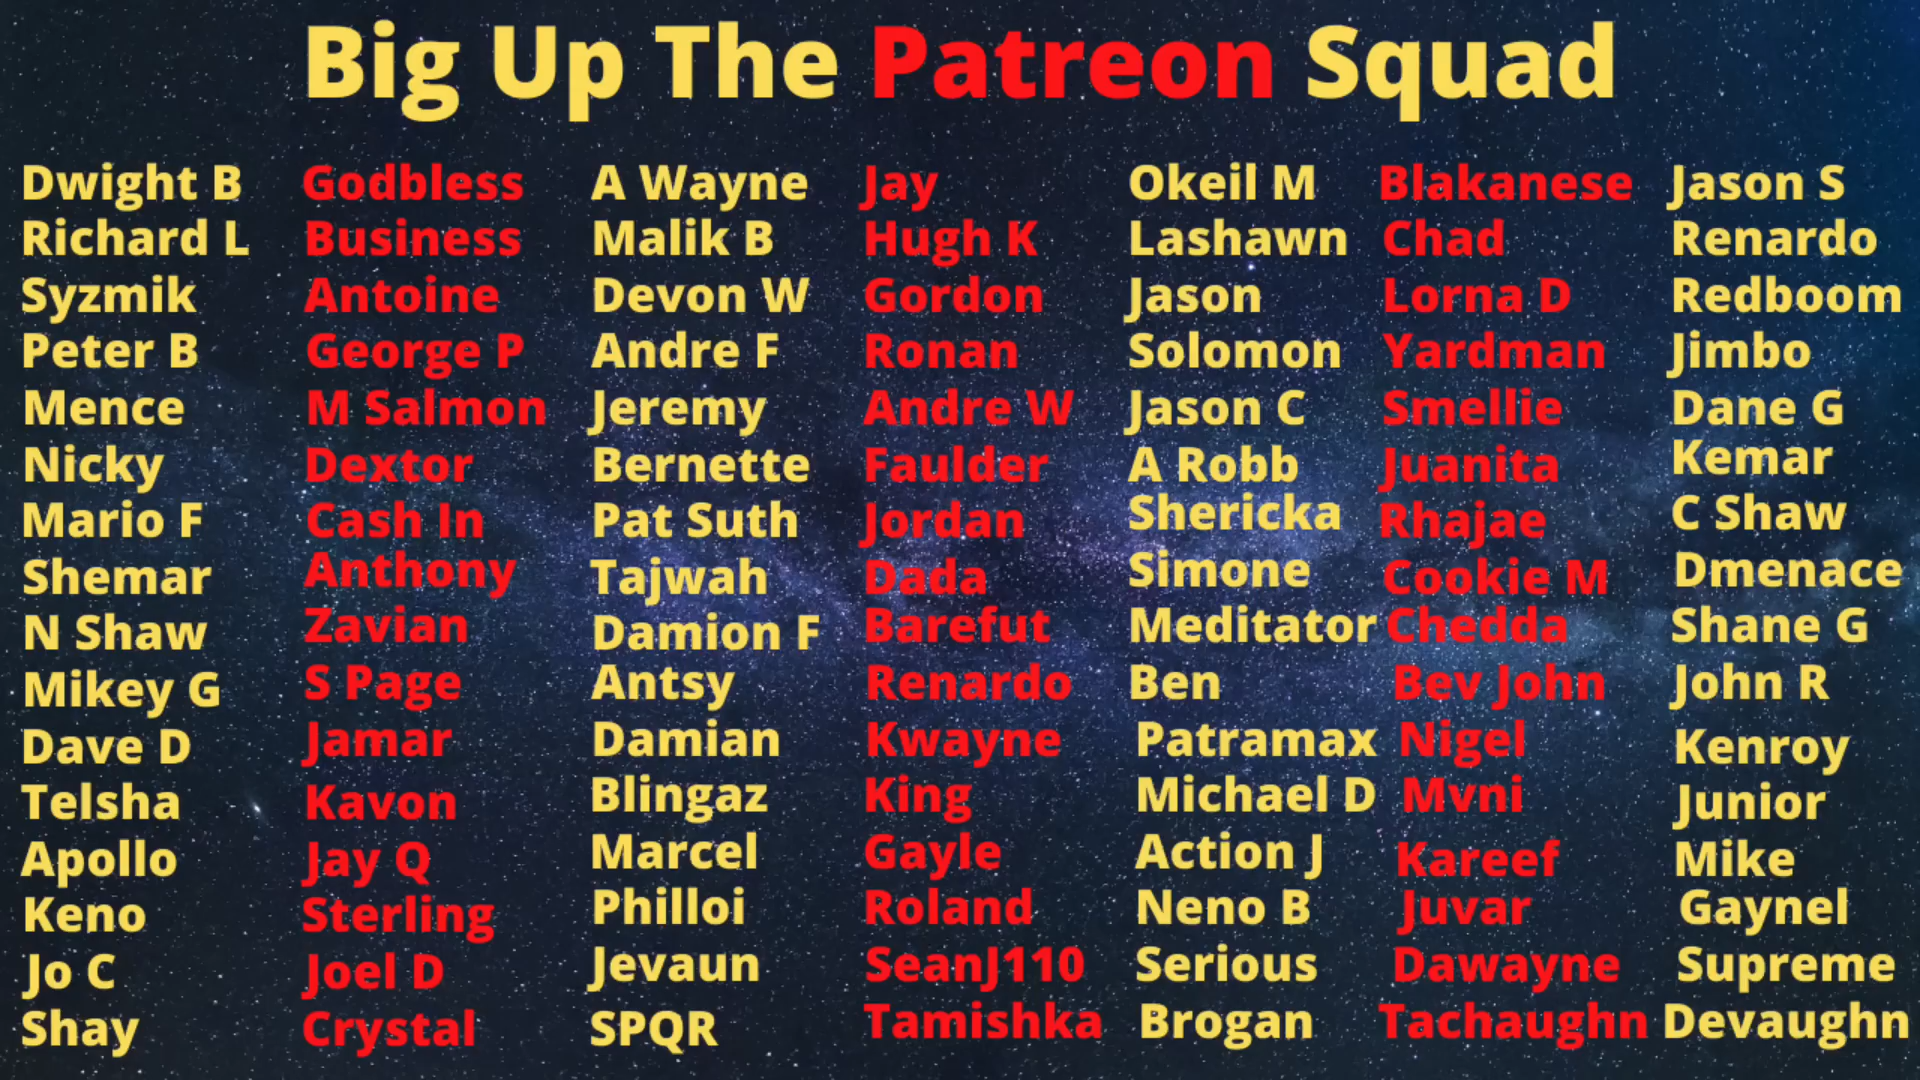 Big Up The Patreon Squad
Dwight B
Richard L
Syzmik
Peter B
Mence
Nicky
Mario F
Shemar
N Shaw
Mikey G
Dave D
Telsha
Apollo
Keno
Jo C
Shay
Godbless
Business
Antoine
George P
M Salmon
Dextor
Cash In
Anthony
Zavian
S Page
Jamar
Kavon
Jay Q
Sterling
Joel D
Crystal
A Wayne
Malik B
Devon W
Andre F
Jeremy
Bernette
Pat Suth
Tajwah
Damion F
Antsy
Damian
Blingaz
Marcel
Philloi
Jevaun
SPQR
Jay
Hugh K
Gordon
Ronan
Andre W
Faulder
Jordan
Dada
Barefut
Renardo
Kwayne
King
Gayle
Roland
SeanJ110
Tamishka
Okeil M
Lashawn
Jason
Solomon
Jason C
A Robb
Shericka
Simone
Meditator
Ben
Patramax
Michael D
Action J
Neno B
Serious
Brogan
Blakanese
Chad
Lorna D
Yardman
Smellie
Juanita
Rhajae
Cookie M
Chedda
Bev John
Nigel
Mvni
Kareef
Juvar
Dawayne
Tachaughn
Jason S
Renardo
Redboom
Jimbo
Dane G
Kemar
C Shaw
Dmenace
Shane G
John R
Kenroy
Junior
Mike
Gaynel
Supreme
Devaughn